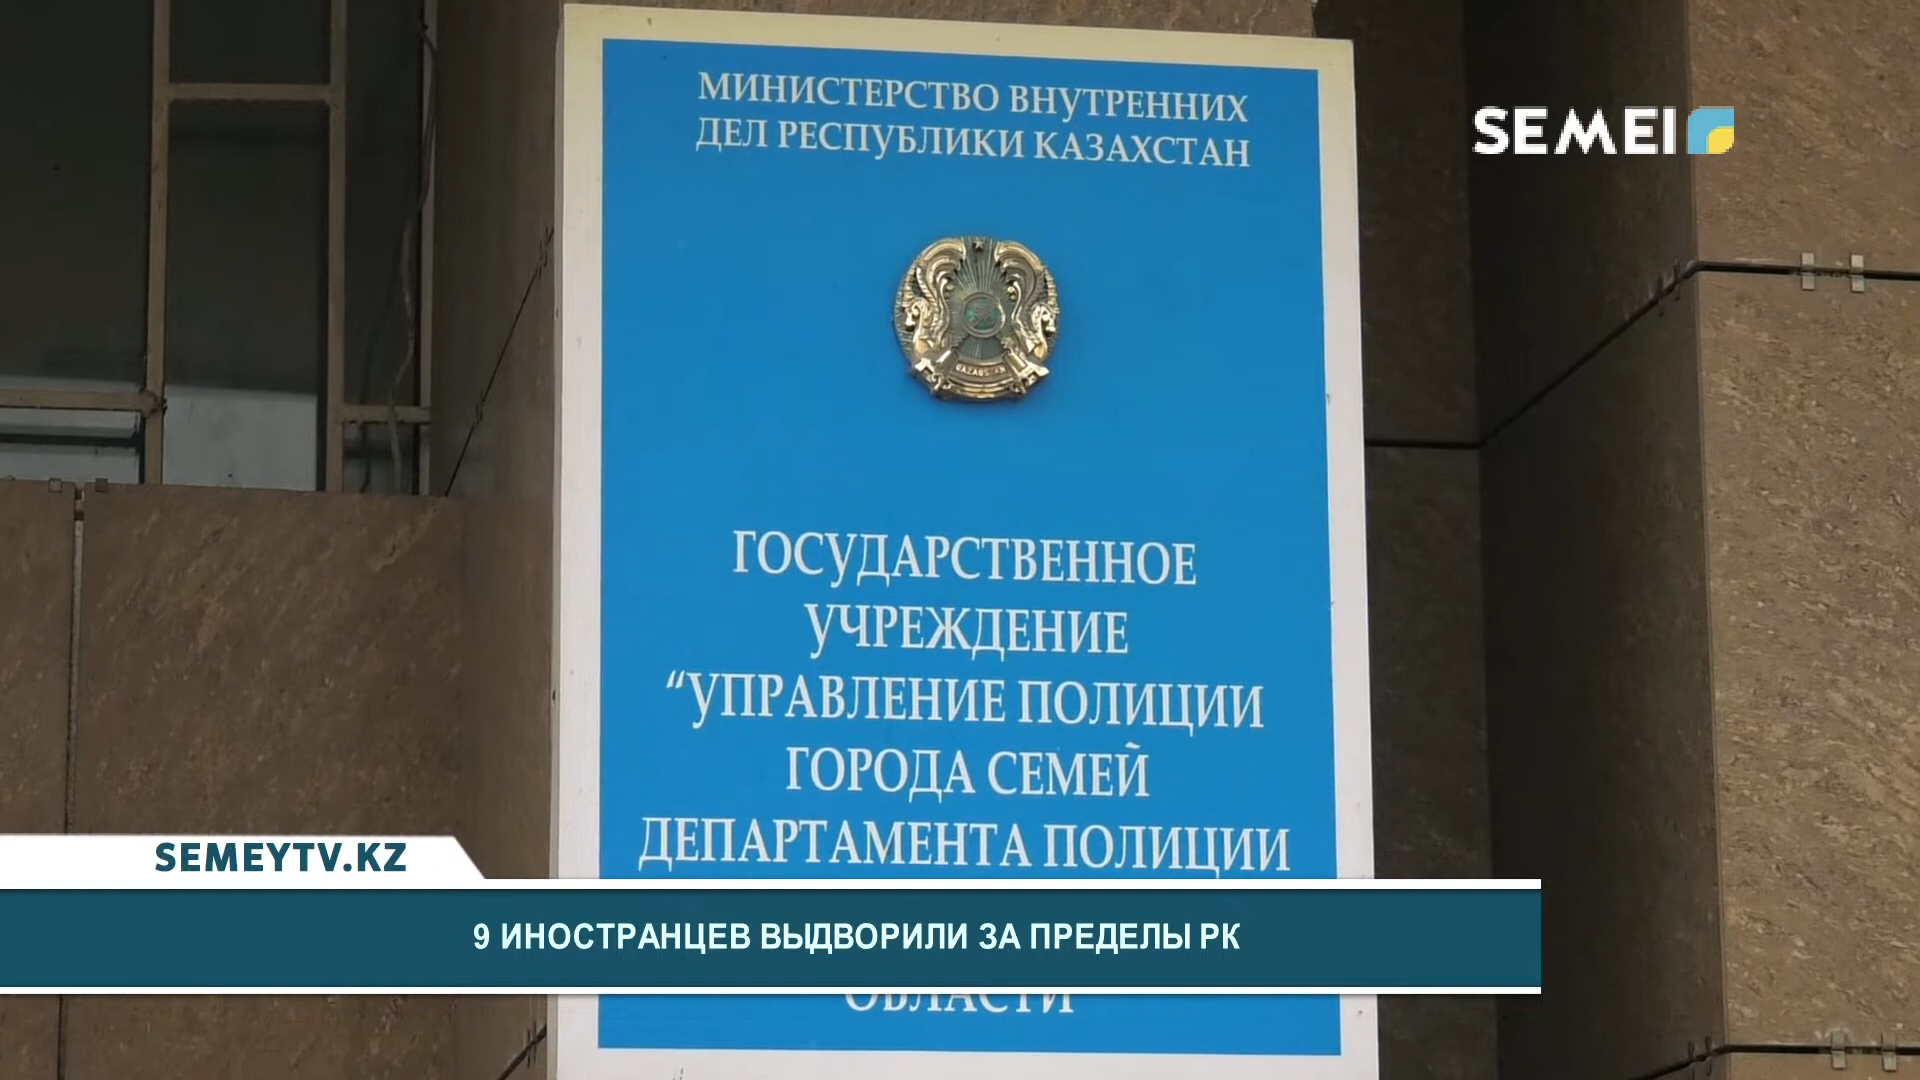 МИНИСТЕРСТВО ВНУТРЕННИХ
ДЕЛ РЕСПУБЛИКИ КАЗАХСТАН
SEMEI
QAZAQSTAN
ГОСУДАРСТВЕННОЕ
УЧРЕЖДЕНИЕ
“УПРАВЛЕНИЕ ПОЛИЦИИ
ГОРОДА СЕМЕЙ
ДЕПАРТАМЕНТА ПОЛИЦИИ
SEMEYTV.KZ
9 ИНОСТРАНЦЕВ ВЫДВОРИЛИ ЗА ПРЕДЕЛЫ РК
ОБЛАСТИ